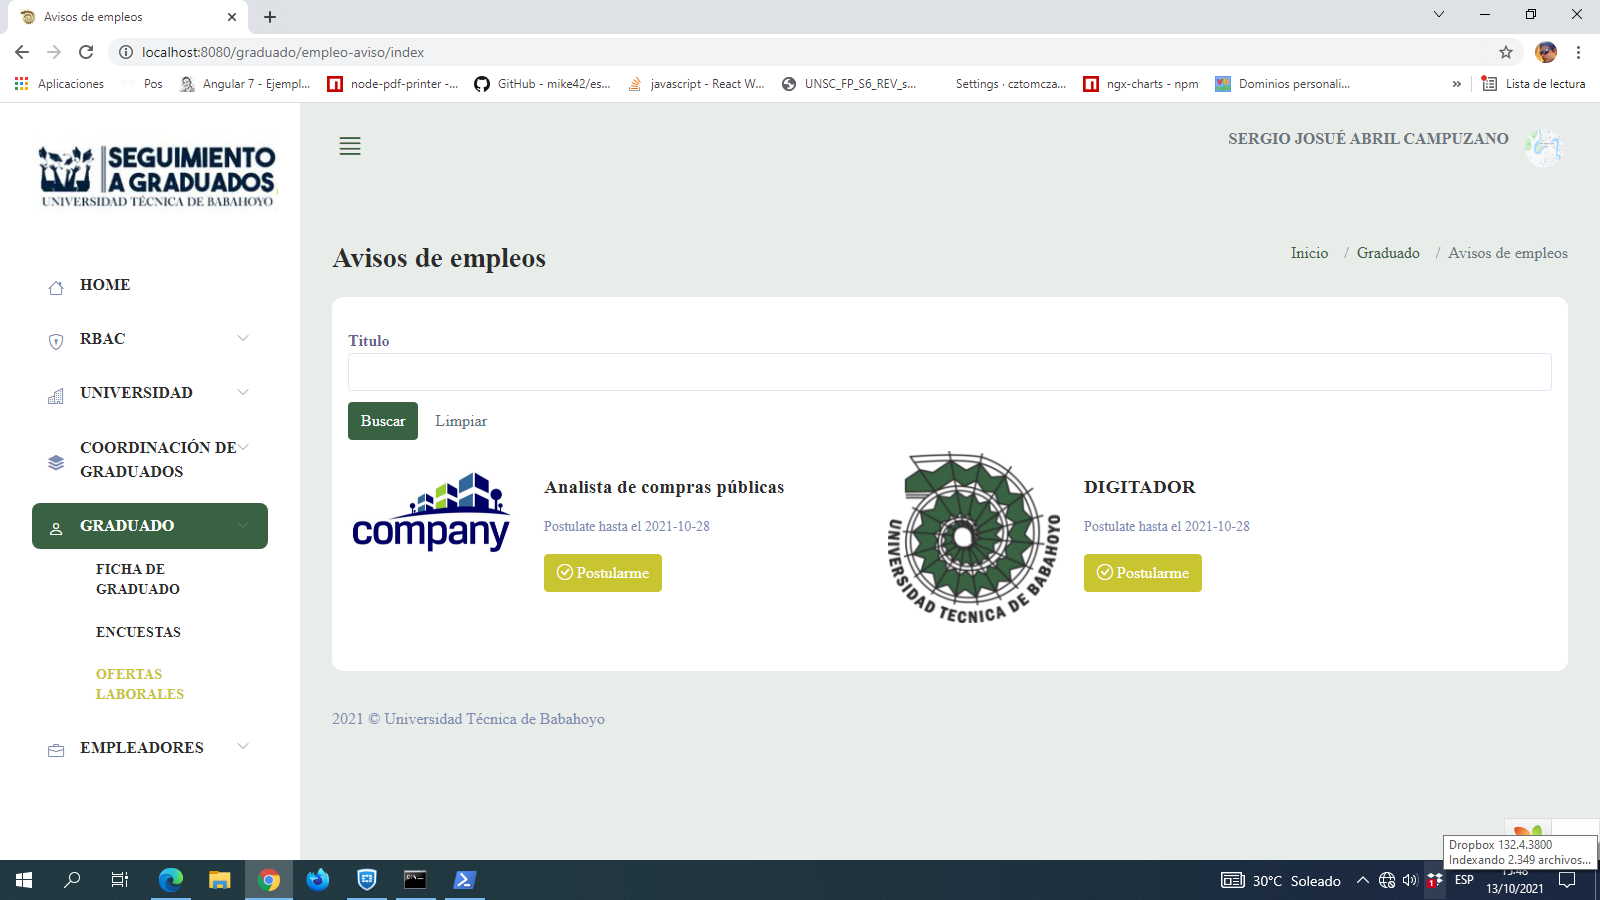 Avisos de empleos
localhost:8080/graduado/empleo-aviso/index
Aplicaciones
Pos
Angular 7 - Ejempl...
node-pdf-printer -...
GitHub - mike42/es...
javascript - React W...
UNSC_FP_S6_REV_s...
Settings · cztomcza...
ngx-charts - npm
Dominios personali...
»
Lista de lectura
SEGUIMIENTO
A GRADUADOS
UNIVERSIDAD TÉCNICA DE BABAHOYO
HOME
RBAC
UNIVERSIDAD
COORDINACIÓN DE
GRADUADOS
GRADUADO
FICHA DE
GRADUADO
ENCUESTAS
OFERTAS
LABORALES
EMPLEADORES
SERGIO JOSUÉ ABRIL CAMPUZANO
Avisos de empleos
Inicio / Graduado / Avisos de empleos
Titulo
Buscar
Limpiar
company
Analista de compras públicas
Postulate hasta el 2021-10-28
Postularme
UNIVERSIDAD TECNICA DE BABAHOYO
DIGITADOR
Postulate hasta el 2021-10-28
Postularme
2021 © Universidad Técnica de Babahoyo
Dropbox 132.4.3800
Indexando 2.349 archivos...
30°C Soleado
1
ESP
15:48
13/10/2021